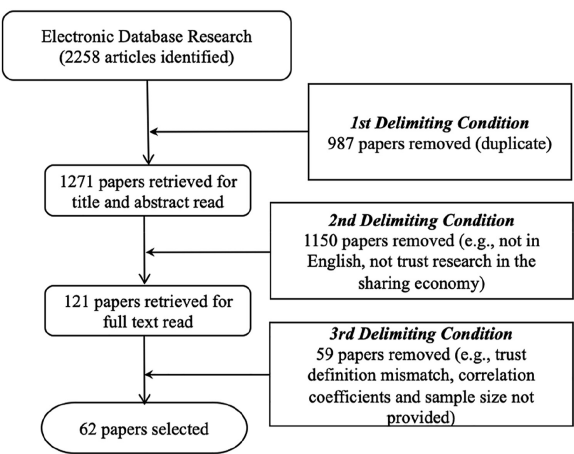 Electronic Database Research
(2258 articles identified)
1st Delimiting Condition
987 papers removed (duplicate)
1271 papers retrieved for
title and abstract read
2nd Delimiting Condition
1150 papers removed (e.g., not in
English, not trust research in the
sharing economy)
121 papers retrieved for
full text read
3rd Delimiting Condition
59 papers removed (e.g., trust
definition mismatch, correlation
coefficients and sample size not
provided)
62 papers selected